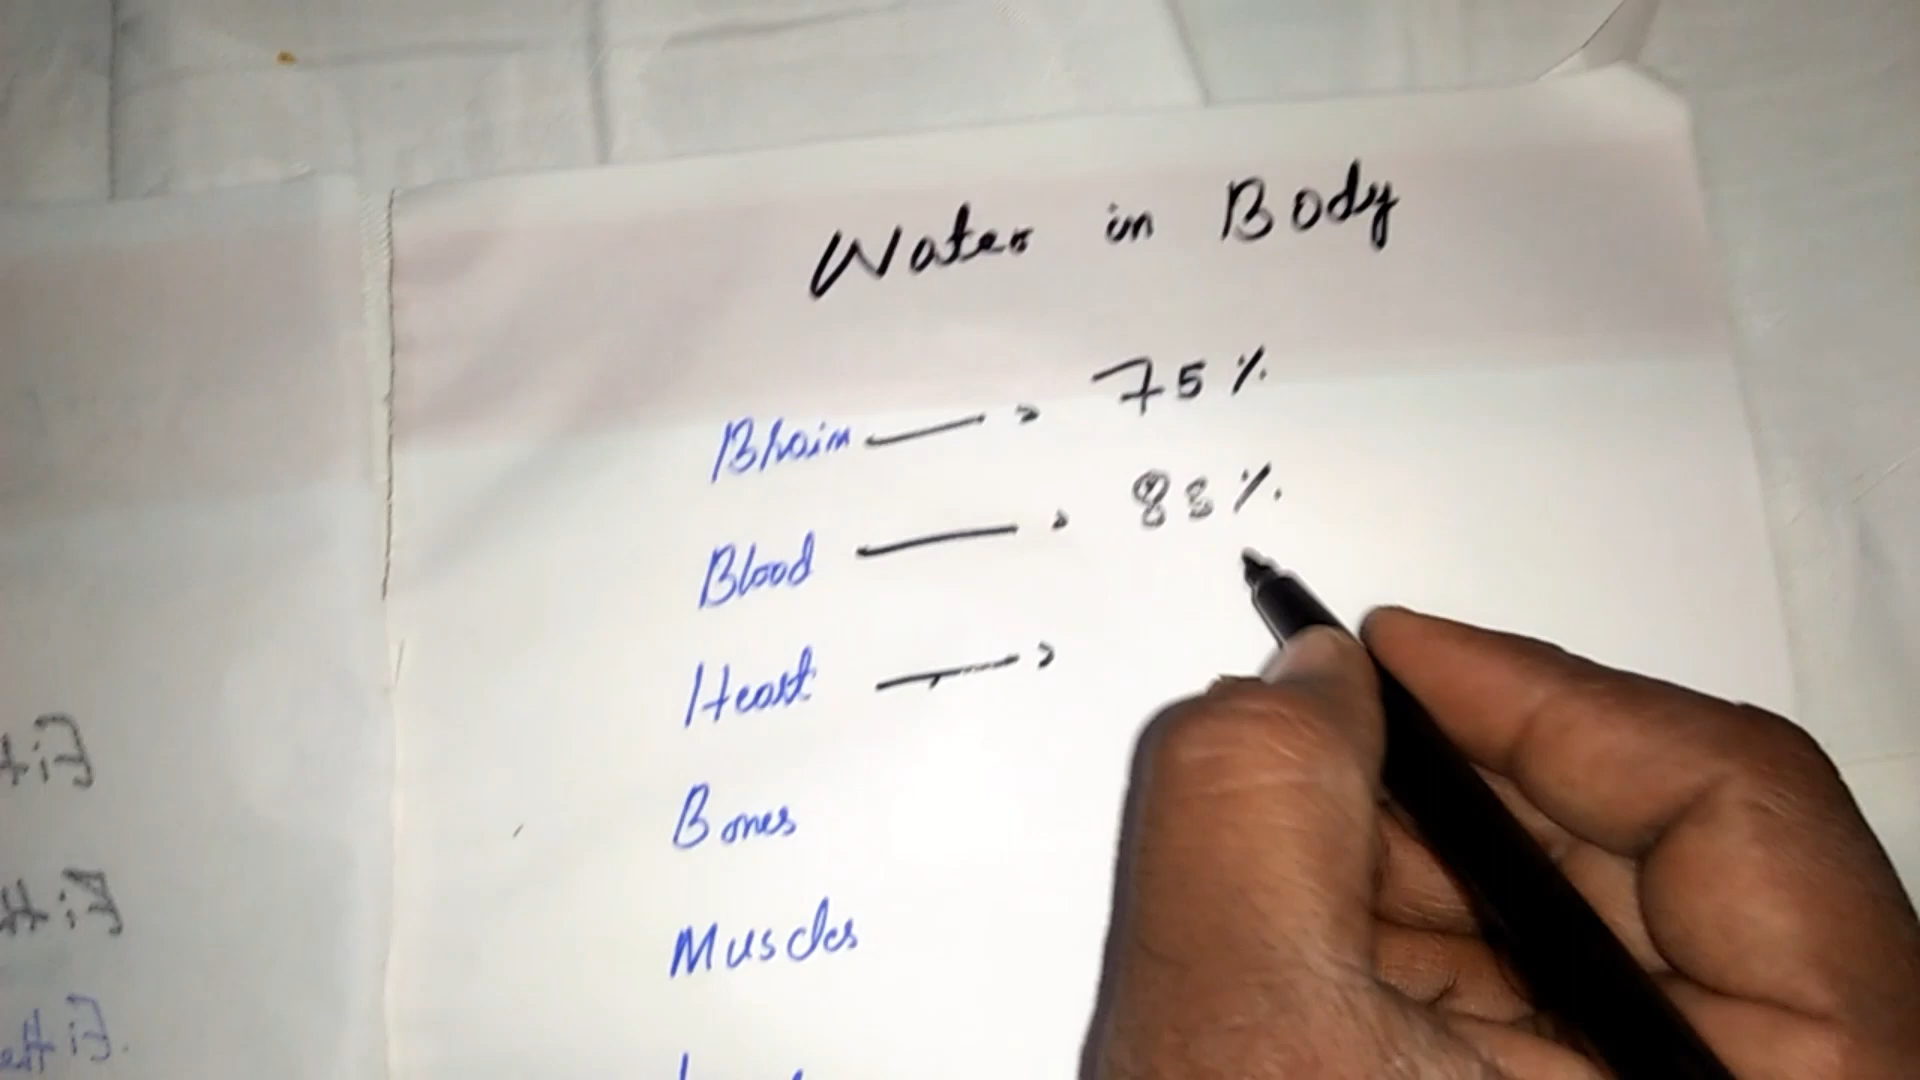 Water in Body
Brain —> 75%
Blood —> 83%
Heart —>
Bones
Muscles